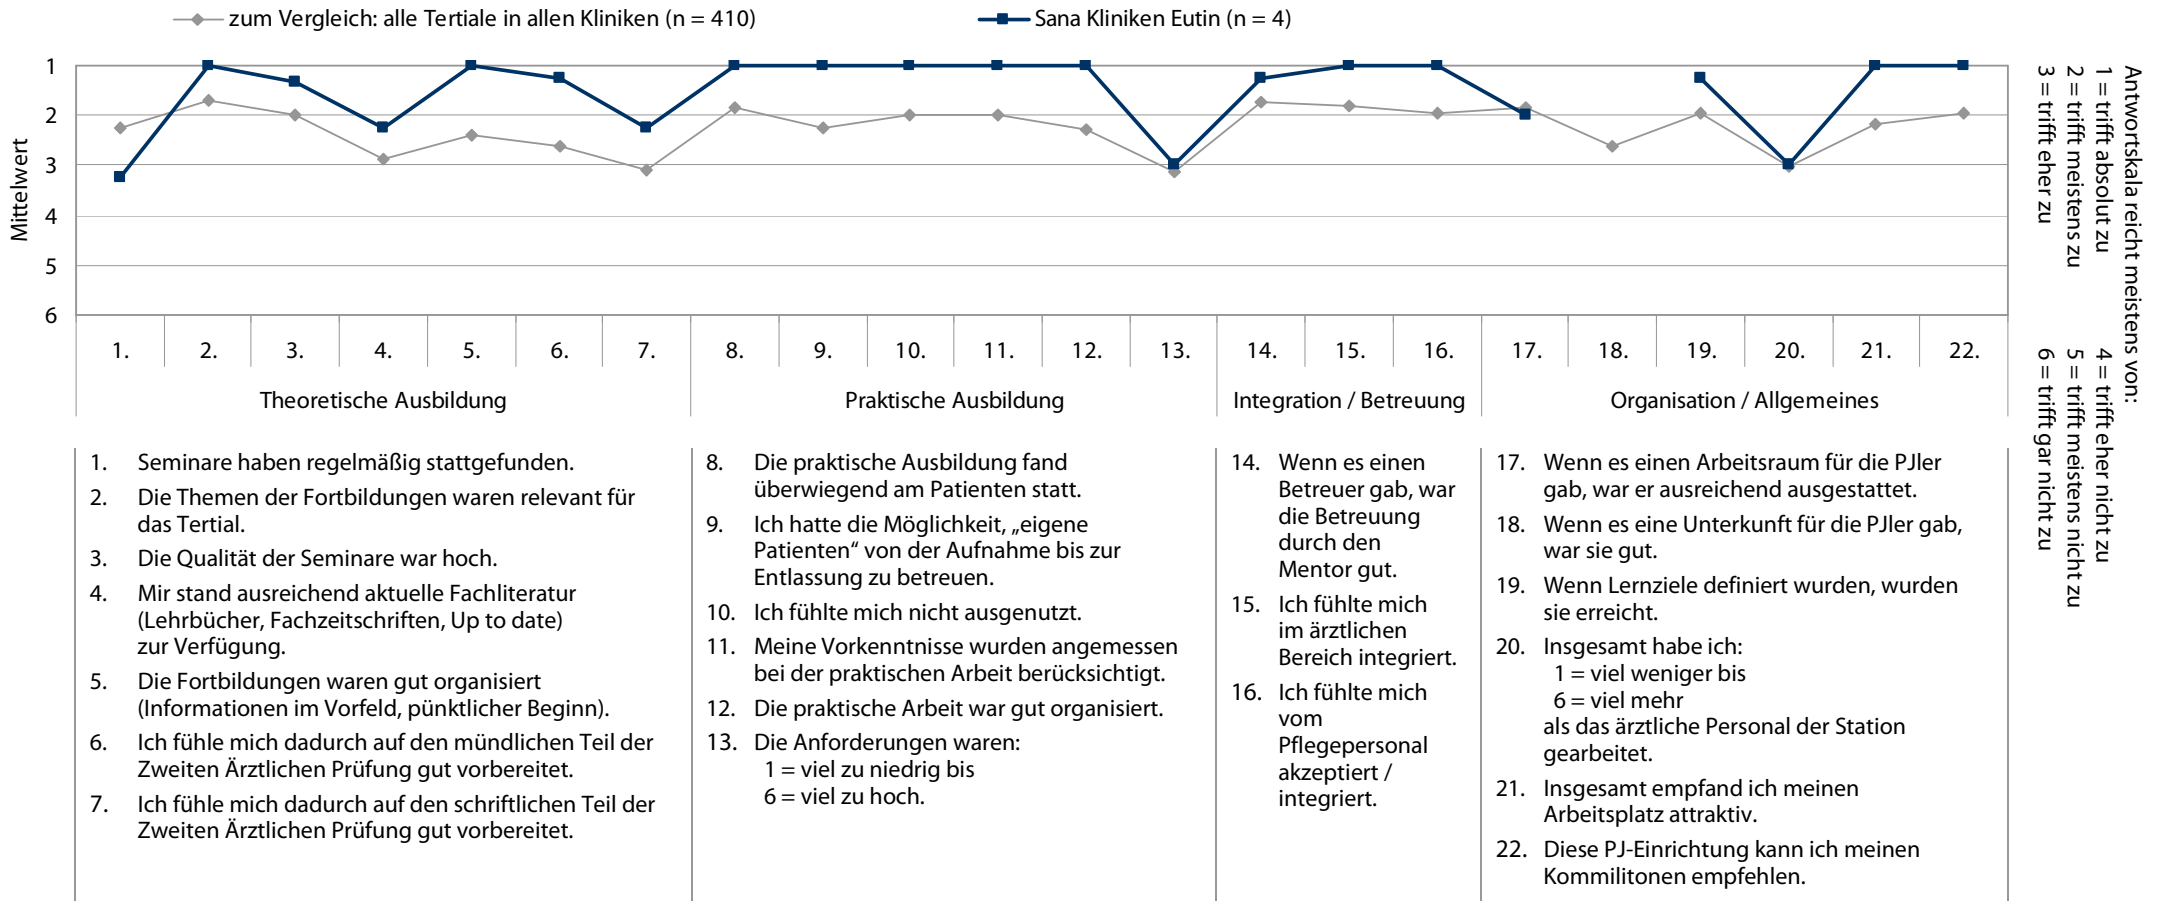 zum Vergleich: alle Tertiale in allen Kliniken (n = 410)
Sana Kliniken Eutin (n = 4)
Mittelwert
1
2
3
4
5
6
1.
2.
3.
4.
5.
6.
7.
8.
9.
10.
11.
12.
13.
14.
15.
16.
17.
18.
19.
20.
21.
22.
Theoretische Ausbildung
Praktische Ausbildung
Integration / Betreuung
Organisation / Allgemeines
Antwortskala reicht meistens von:
1 = trifft absolut zu
2 = trifft meistens zu
3 = trifft eher zu
4 = trifft eher nicht zu
5 = trifft meistens nicht zu
6 = trifft gar nicht zu
1. Seminare haben regelmäßig stattgefunden.
2. Die Themen der Fortbildungen waren relevant für
das Tertial.
3. Die Qualität der Seminare war hoch.
4. Mir stand ausreichend aktuelle Fachliteratur
(Lehrbücher, Fachzeitschriften, Up to date)
zur Verfügung.
5. Die Fortbildungen waren gut organisiert
(Informationen im Vorfeld, pünktlicher Beginn).
6. Ich fühle mich dadurch auf den mündlichen Teil der
Zweiten Ärztlichen Prüfung gut vorbereitet.
7. Ich fühle mich dadurch auf den schriftlichen Teil der
Zweiten Ärztlichen Prüfung gut vorbereitet.
8. Die praktische Ausbildung fand
überwiegend am Patienten statt.
9. Ich hatte die Möglichkeit, „eigene
Patienten“ von der Aufnahme bis zur
Entlassung zu betreuen.
10. Ich fühlte mich nicht ausgenutzt.
11. Meine Vorkenntnisse wurden angemessen
bei der praktischen Arbeit berücksichtigt.
12. Die praktische Arbeit war gut organisiert.
13. Die Anforderungen waren:
1 = viel zu niedrig bis
6 = viel zu hoch.
14. Wenn es einen
Betreuer gab, war
die Betreuung
durch den
Mentor gut.
15. Ich fühlte mich
im ärztlichen
Bereich integriert.
16. Ich fühlte mich
vom
Pflegepersonal
akzeptiert /
integriert.
17. Wenn es einen Arbeitsraum für die PJler
gab, war er ausreichend ausgestattet.
18. Wenn es eine Unterkunft für die PJler gab,
war sie gut.
19. Wenn Lernziele definiert wurden, wurden
sie erreicht.
20. Insgesamt habe ich:
1 = viel weniger bis
6 = viel mehr
als das ärztliche Personal der Station
gearbeitet.
21. Insgesamt empfand ich meinen
Arbeitsplatz attraktiv.
22. Diese PJ-Einrichtung kann ich meinen
Kommilitonen empfehlen.